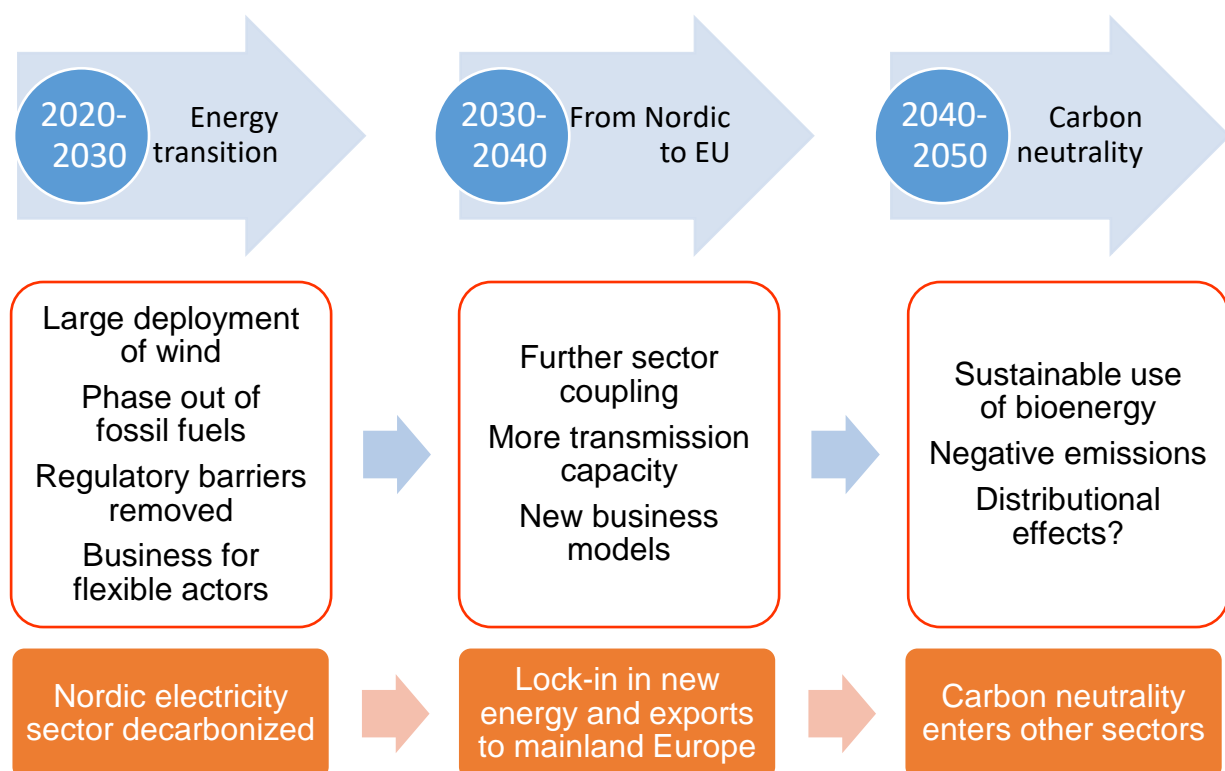 2020-
2030
Energy
transition
2030-
2040
From Nordic
to EU
2040-
2050
Carbon
neutrality
Large deployment
of wind
Phase out of
fossil fuels
Regulatory barriers
removed
Business for
flexible actors
Further sector
coupling
More transmission
capacity
New business
models
Sustainable use
of bioenergy
Negative emissions
Distributional
effects?
Nordic electricity
sector decarbonized
Lock-in in new
energy and exports
to mainland Europe
Carbon neutrality
enters other sectors